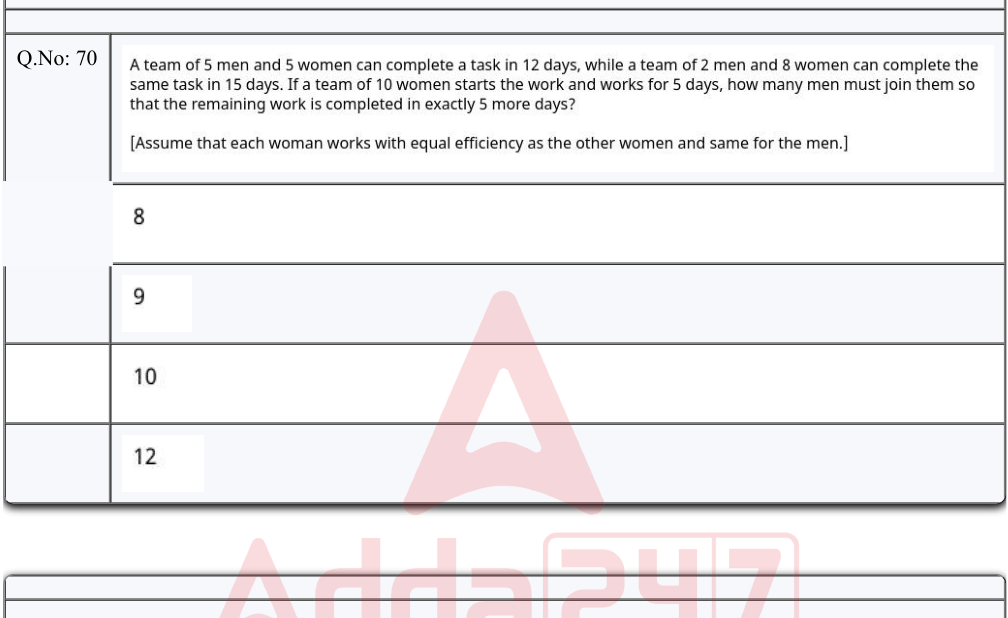 Q.No: 70
A team of 5 men and 5 women can complete a task in 12 days, while a team of 2 men and 8 women can complete the
same task in 15 days. If a team of 10 women starts the work and works for 5 days, how many men must join them so
that the remaining work is completed in exactly 5 more days?
[Assume that each woman works with equal efficiency as the other women and same for the men.]
8
9
10
12
Adda 247